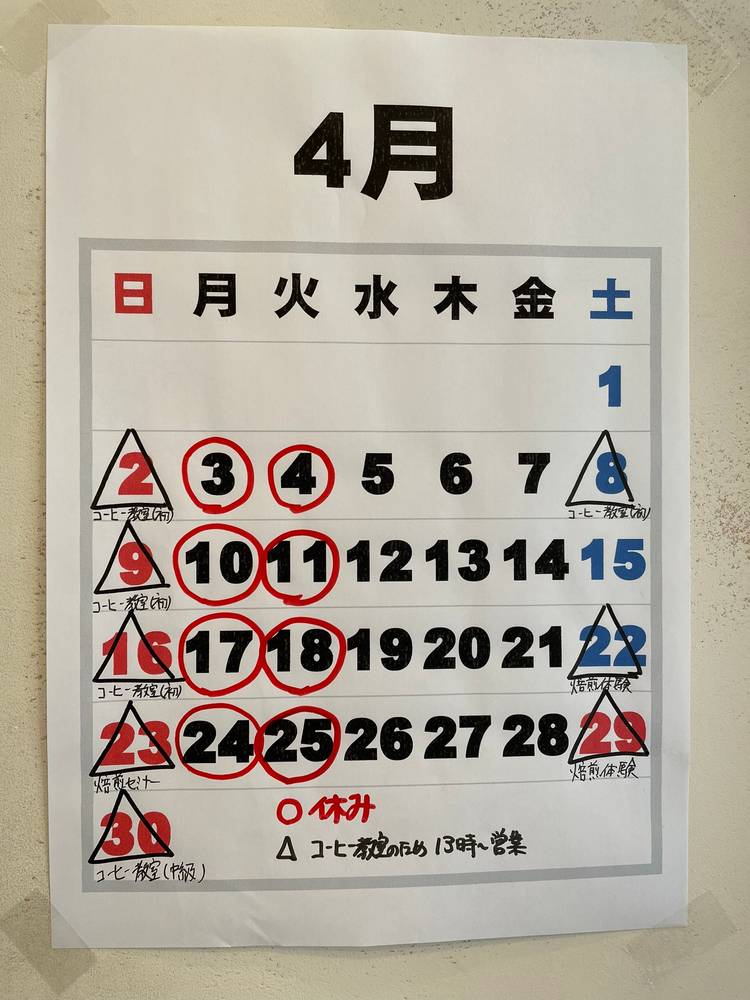 4月
日 月 火 水 木 金 土
1
2 3 4 5 6 7 8
コーヒー教室(初) コーヒー教室(初)
9 10 11 12 13 14 15
コーヒー教室(初)
16 17 18 19 20 21 22
コーヒー教室(初) 焙煎体験
23 24 25 26 27 28 29
焙煎セミナー 焙煎体験
30
コーヒー教室(中級)
○ 休み
△ コーヒー教室のため 13時〜営業